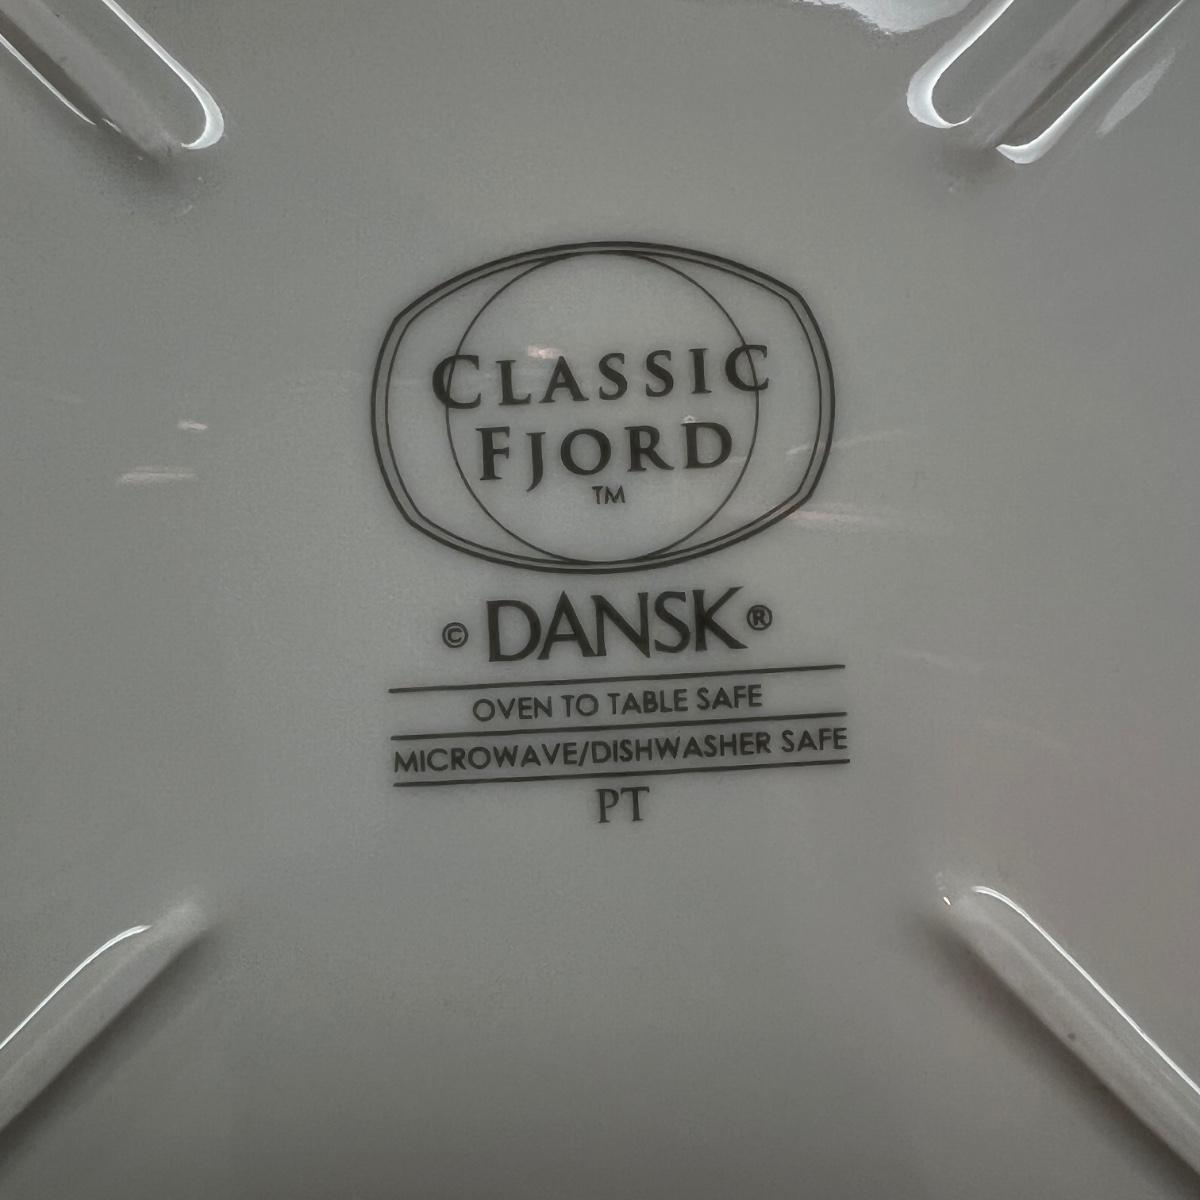 CLASSIC
FJORD
TM
© DANSK ®
OVEN TO TABLE SAFE
MICROWAVE/DISHWASHER SAFE
PT